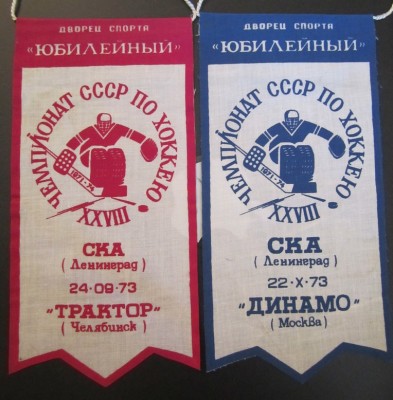 ДВОРЕЦ СПОРТА
«ЮБИЛЕЙНЫЙ»
ЧЕМПИОНАТ СССР ПО ХОККЕЮ
1973-74
XXVIII
СКА
(Ленинград)
24·09·73
"ТРАКТОР"
(Челябинск)
ДВОРЕЦ СПОРТА
«ЮБИЛЕЙНЫЙ»
ЧЕМПИОНАТ СССР ПО ХОККЕЮ
1973-74
XXVIII
СКА
(Ленинград)
22·X·73
"ДИНАМО"
(Москва)